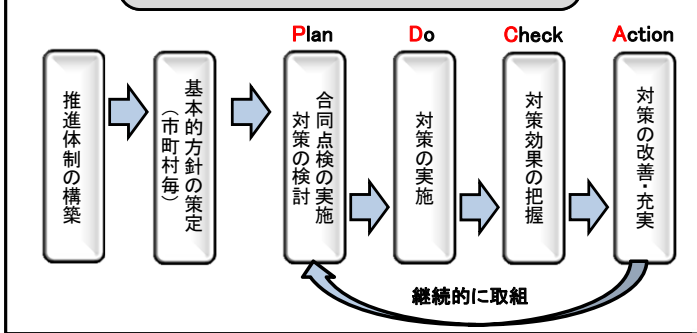 Plan
Do
Check
Action
推進体制の構築
基本的方針の策定
(市町村毎)
合同点検の実施
対策の検討
対策の実施
対策効果の把握
対策の改善・充実
継続的に取組